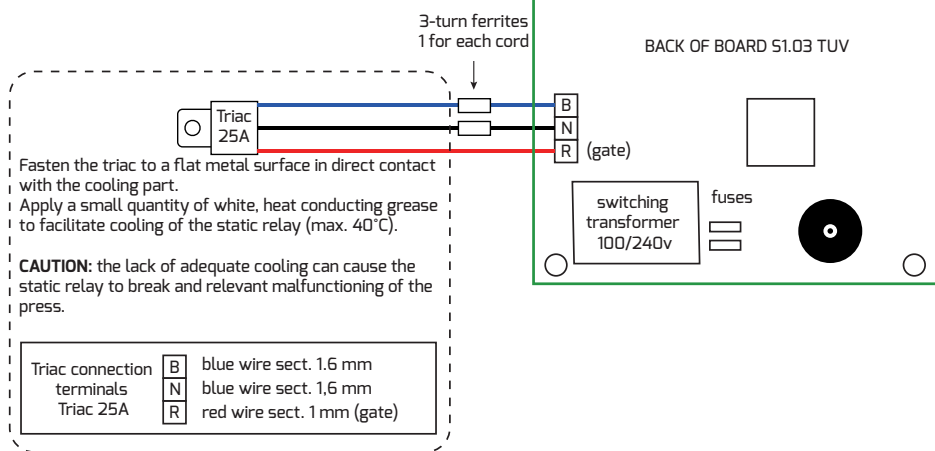 3-turn ferrites
1 for each cord
BACK OF BOARD S1.03 TUV
Triac
25A
B
N
R (gate)
Fasten the triac to a flat metal surface in direct contact
with the cooling part.
Apply a small quantity of white, heat conducting grease
to facilitate cooling of the static relay (max. 40°C).
CAUTION: the lack of adequate cooling can cause the
static relay to break and relevant malfunctioning of the
press.
switching
transformer
100/240v
fuses
Triac connection
terminals
Triac 25A
B blue wire sect. 1.6 mm
N blue wire sect. 1,6 mm
R red wire sect. 1 mm (gate)